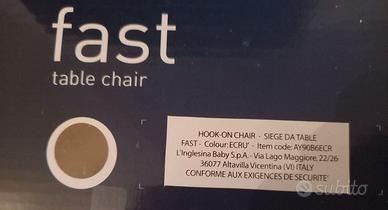 fast
table chair
HOOK-ON CHAIR - SIEGE DA TABLE
FAST - Colour: ECRU' - Item code: AY90B6ECR
L'Inglesina Baby S.p.A. - Via Lago Maggiore, 22/26
36077 Altavilla Vicentina (VI) ITALY
CONFORME AUX EXIGENCES DE SECURITE'
subito